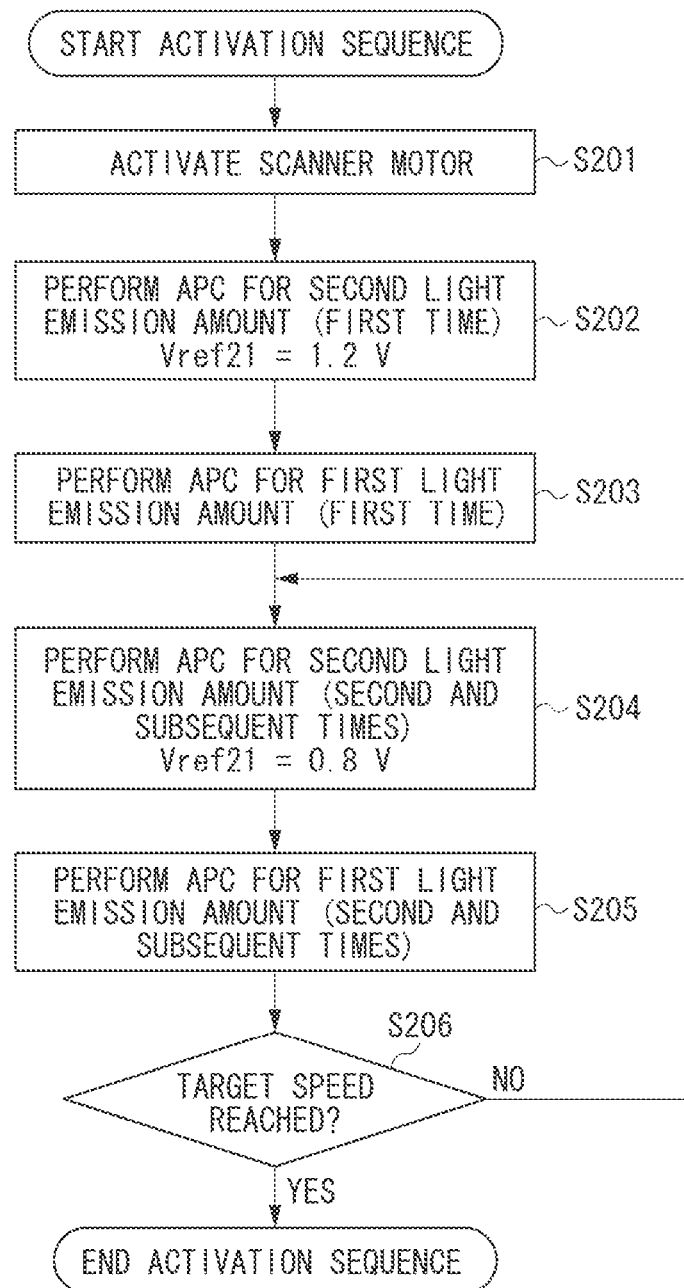 START ACTIVATION SEQUENCE
ACTIVATE SCANNER MOTOR
S201
PERFORM APC FOR SECOND LIGHT
EMISSION AMOUNT (FIRST TIME)
Vref21 = 1.2 V
S202
PERFORM APC FOR FIRST LIGHT
EMISSION AMOUNT (FIRST TIME)
S203
PERFORM APC FOR SECOND LIGHT
EMISSION AMOUNT (SECOND AND
SUBSEQUENT TIMES)
Vref21 = 0.8 V
S204
PERFORM APC FOR FIRST LIGHT
EMISSION AMOUNT (SECOND AND
SUBSEQUENT TIMES)
S205
S206
TARGET SPEED
REACHED?
NO
YES
END ACTIVATION SEQUENCE